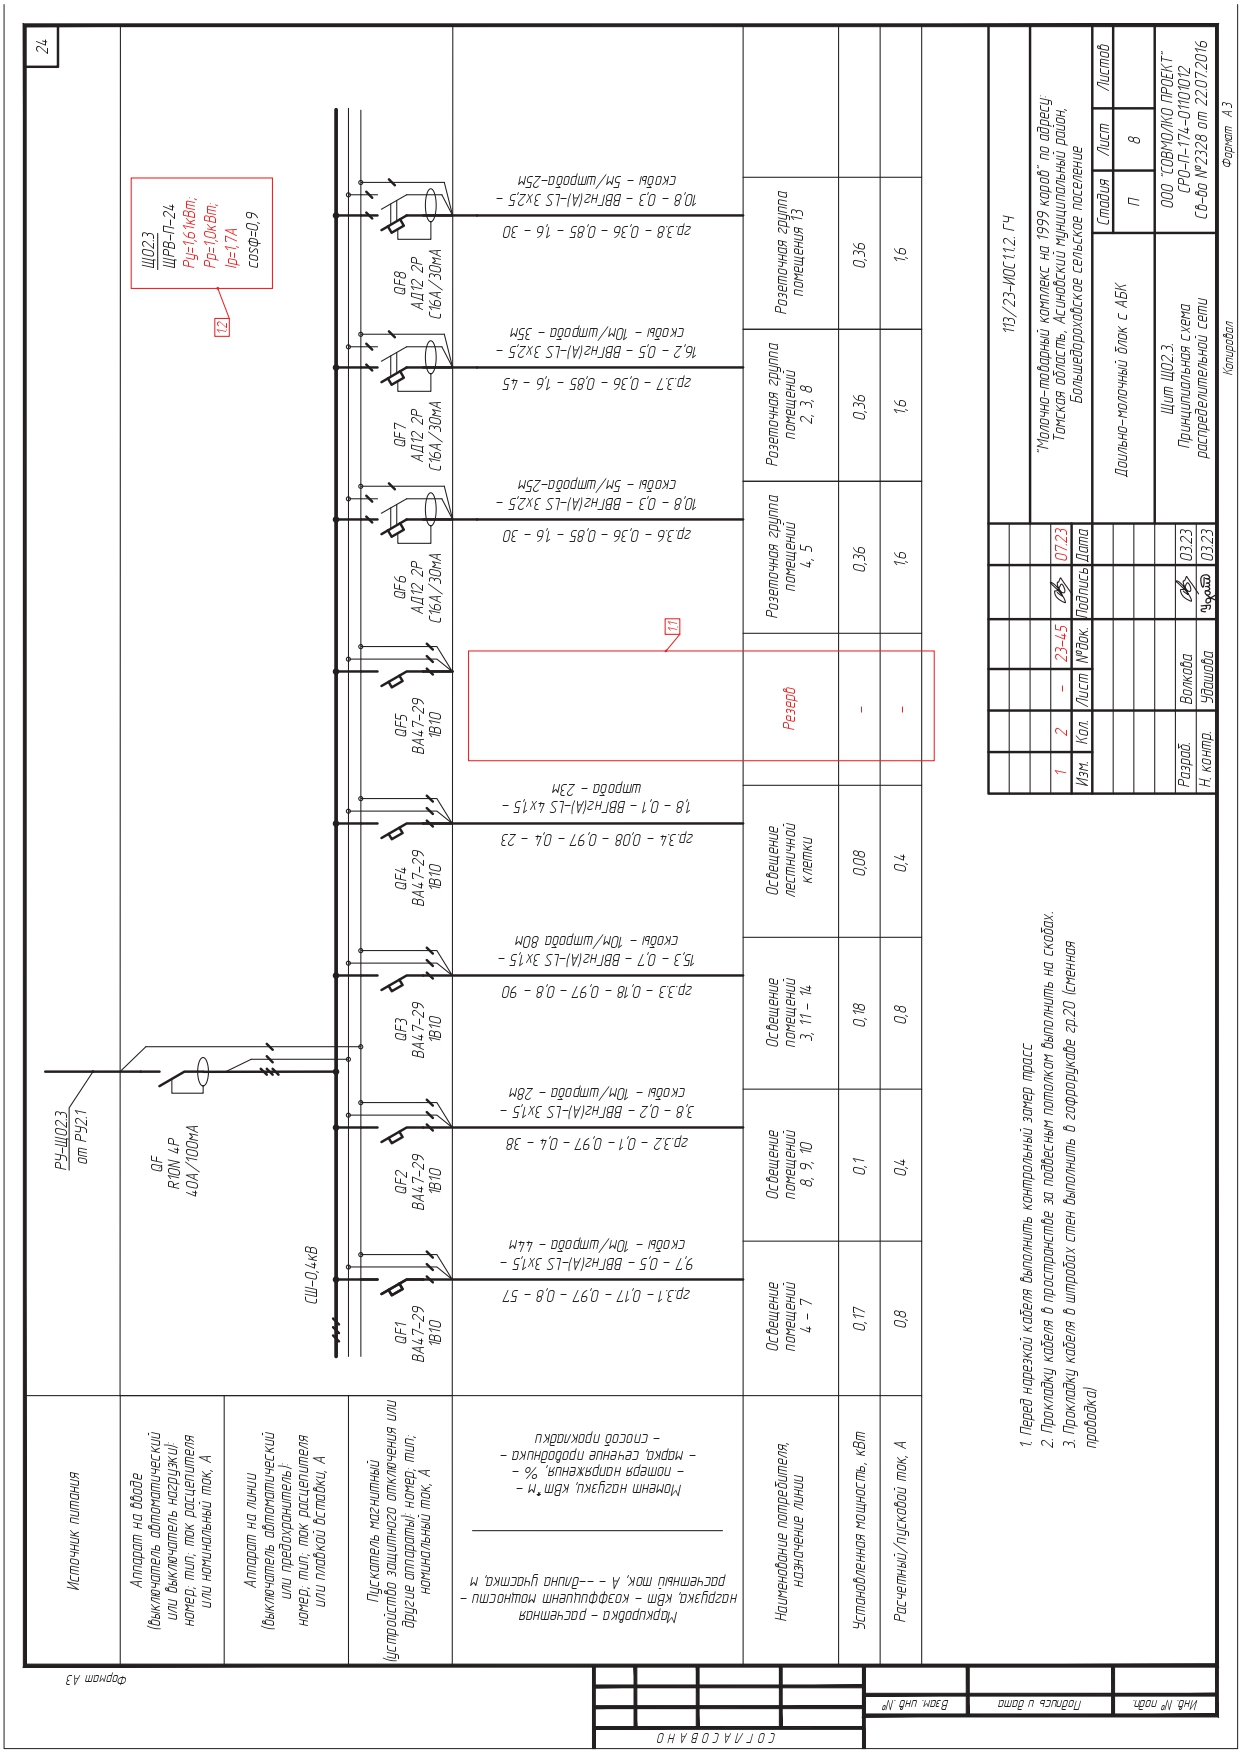 24
Источник питания
Аппарат на вводе
(выключатель автоматический
или выключатель нагрузки):
номер; тип; ток расцепителя
или номинальный ток, А
Аппарат на линии
(выключатель автоматический
или предохранитель):
номер; тип; ток расцепителя
или плавкой вставки, А
Пускатель магнитный
(устройство защитного отключения или
другие аппараты): номер; тип;
номинальный ток, А
Маркировка – расчетная
нагрузка, кВт – коэффициент мощности –
расчетный ток, А – --длина участка, м
Момент нагрузки, кВт*м –
– потеря напряжения, % –
– марка, сечение проводника –
– способ прокладки
Наименование потребителя,
назначение линии
Установленная мощность, кВт
Расчетный/пусковой ток, А
РУ-ЩО2.3
от РУ2.1
QF
R10N 4P
40А/100мА
СШ-0,4кВ
ЩО2.3
ЩРВ-П-24
Ру=1,61кВт;
Рр=1,0кВт;
Iр=1,7А
cosφ=0,9
1.2
QF1
ВА47-29
1В10
гр.3.1 – 0,17 – 0,97 – 0,8 – 57
9,7 – 0,5 – ВВГнг(А)-LS 3х1,5 –
скобы – 10м/штроба – 44м
Освещение
помещений
4 – 7
0,17
0,8
QF2
ВА47-29
1В10
гр.3.2 – 0,1 – 0,97 – 0,4 – 38
3,8 – 0,2 – ВВГнг(А)-LS 3х1,5 –
скобы – 10м/штроба – 28м
Освещение
помещений
8, 9, 10
0,1
0,4
QF3
ВА47-29
1В10
гр.3.3 – 0,18 – 0,97 – 0,8 – 90
15,3 – 0,7 – ВВГнг(А)-LS 3х1,5 –
скобы – 10м/штроба 80м
Освещение
помещений
3, 11 – 14
0,18
0,8
QF4
ВА47-29
1В10
гр.3.4 – 0,08 – 0,97 – 0,4 – 23
1,8 – 0,1 – ВВГнг(А)-LS 4х1,5 –
штроба – 23м
Освещение
лестничной
клетки
0,08
0,4
QF5
ВА47-29
1В10
1.1
Резерв
–
–
QF6
АД12 2Р
С16А/30мА
гр.3.6 – 0,36 – 0,85 – 1,6 – 30
10,8 – 0,3 – ВВГнг(А)-LS 3х2,5 –
скобы – 5м/штроба-25м
Розеточная группа
помещений
4, 5
0,36
1,6
QF7
АД12 2Р
С16А/30мА
гр.3.7 – 0,36 – 0,85 – 1,6 – 45
16,2 – 0,5 – ВВГнг(А)-LS 3х2,5 –
скобы – 10м/штроба – 35м
Розеточная группа
помещений
2, 3, 8
0,36
1,6
QF8
АД12 2Р
С16А/30мА
гр.3.8 – 0,36 – 0,85 – 1,6 – 30
10,8 – 0,3 – ВВГнг(А)-LS 3х2,5 –
скобы – 5м/штроба-25м
Розеточная группа
помещения 13
0,36
1,6
1. Перед нарезкой кабеля выполнить контрольный замер трасс
2. Прокладку кабеля в пространстве за подвесным потолком выполнить на скобах.
3. Прокладку кабеля в штробах стен выполнить в гофрорукаве гр.20 (сменная
проводка)
113/23-ИОС1.1.2. ГЧ
"Молочно-товарный комплекс на 1999 коров" по адресу:
Томская область, Асиновский муниципальный район,
Большедороховское сельское поселение
1 2 – 23-45 07.23
Изм. Кол. Лист №док. Подпись Дата
Разраб. Волкова 03.23
Н. контр. Удашова 03.23
Доильно-молочный блок с АБК
Стадия Лист Листов
П 8
Щит ЩО2.3.
Принципиальная схема
распределительной сети
ООО "СОВМОЛКО ПРОЕКТ"
СРО-П-174-01101012
Св-во №2328 от 22.07.2016
Копировал
Формат А3
Формат А3
СОГЛАСОВАНО
Взам. инв. №
Подпись и дата
Инв. № подл.